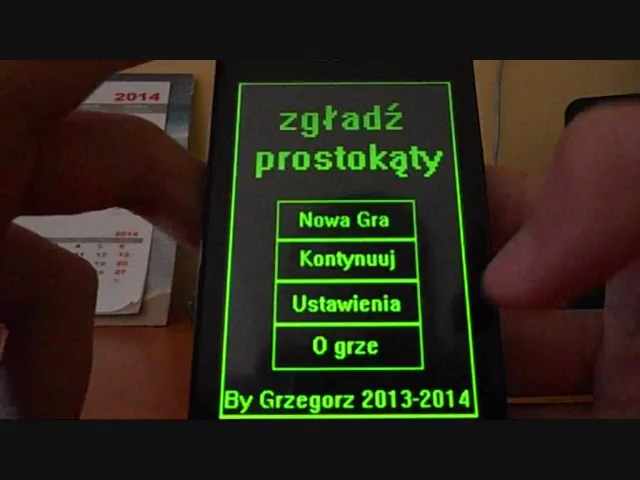 2014
zgładź
prostokąty
Nowa Gra
Kontynuuj
Ustawienia
O grze
By Grzegorz 2013-2014
2014